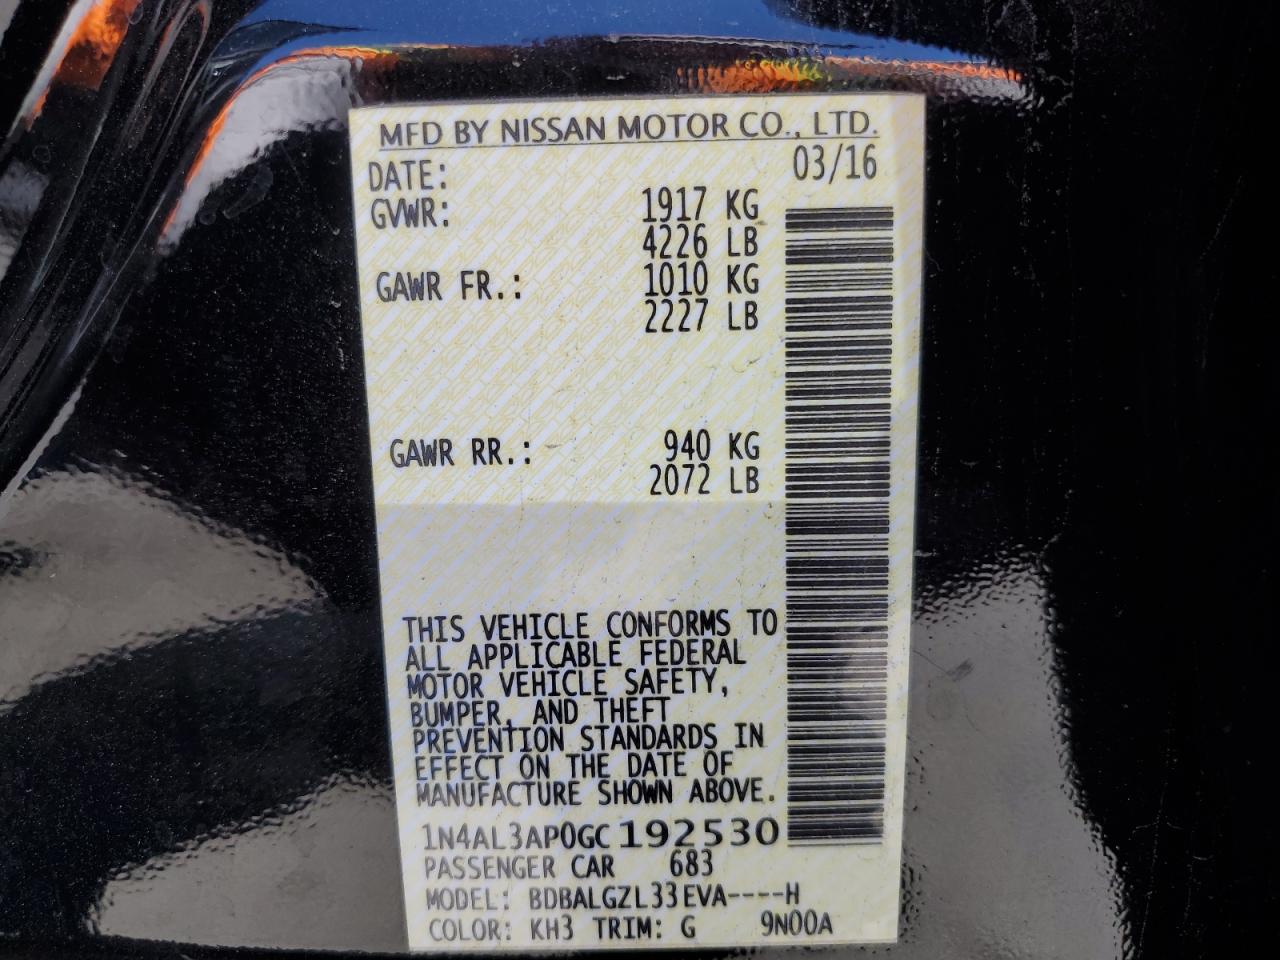 MFD BY NISSAN MOTOR CO., LTD.
DATE: 03/16
GVWR: 1917 KG
4226 LB
GAWR FR.: 1010 KG
2227 LB
GAWR RR.: 940 KG
2072 LB
THIS VEHICLE CONFORMS TO
ALL APPLICABLE FEDERAL
MOTOR VEHICLE SAFETY,
BUMPER, AND THEFT
PREVENTION STANDARDS IN
EFFECT ON THE DATE OF
MANUFACTURE SHOWN ABOVE.
1N4AL3AP0GC192530
PASSENGER CAR 683
MODEL: BDBALGZL33EVA----H
COLOR: KH3 TRIM: G 9N00A